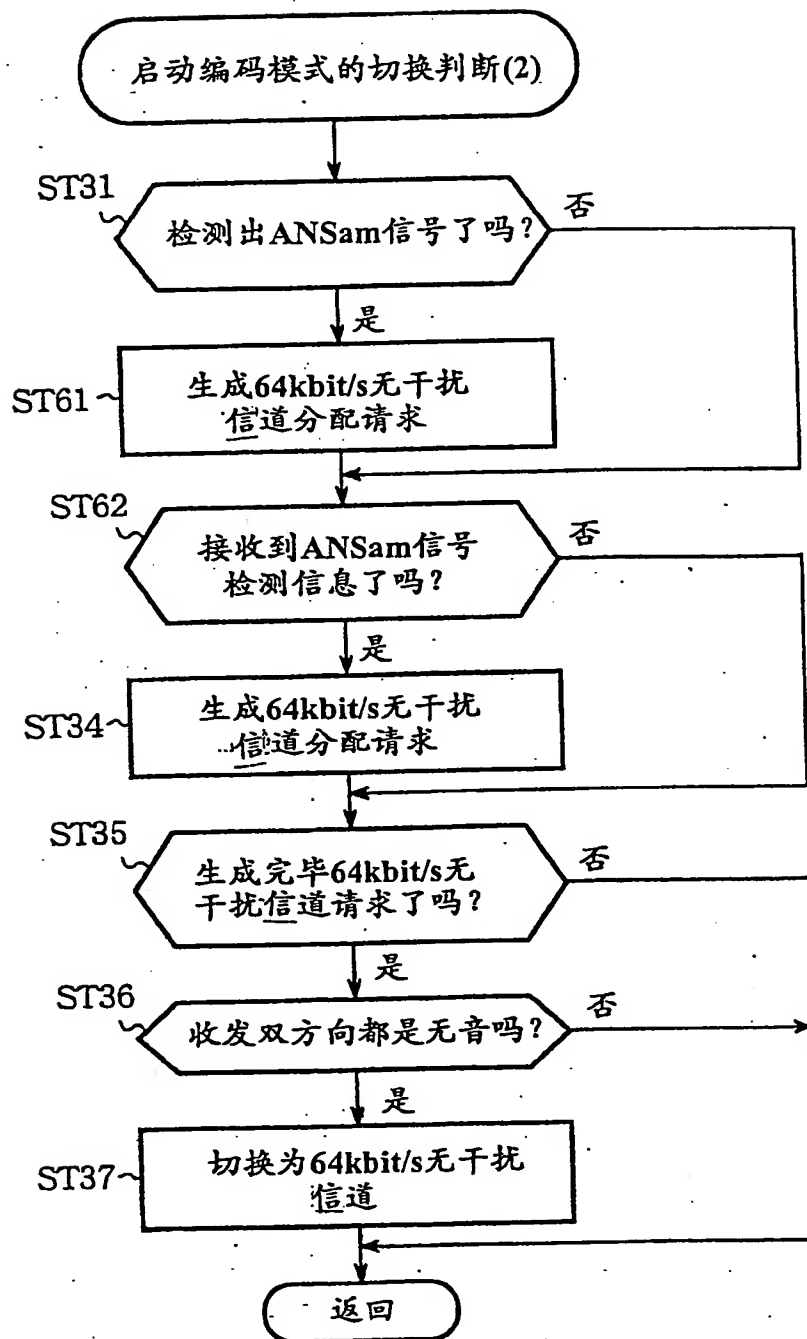 启动编码模式的切换判断(2)
ST31
检测出ANSam信号了吗?
否
是
ST61
生成64kbit/s无干扰
信道分配请求
ST62
接收到ANSam信号
检测信息了吗?
否
是
ST34
生成64kbit/s无干扰
信道分配请求
ST35
生成完毕64kbit/s无
干扰信道请求了吗?
否
是
ST36
收发双方向都是无音吗?
否
是
ST37
切换为64kbit/s无干扰
信道
返回